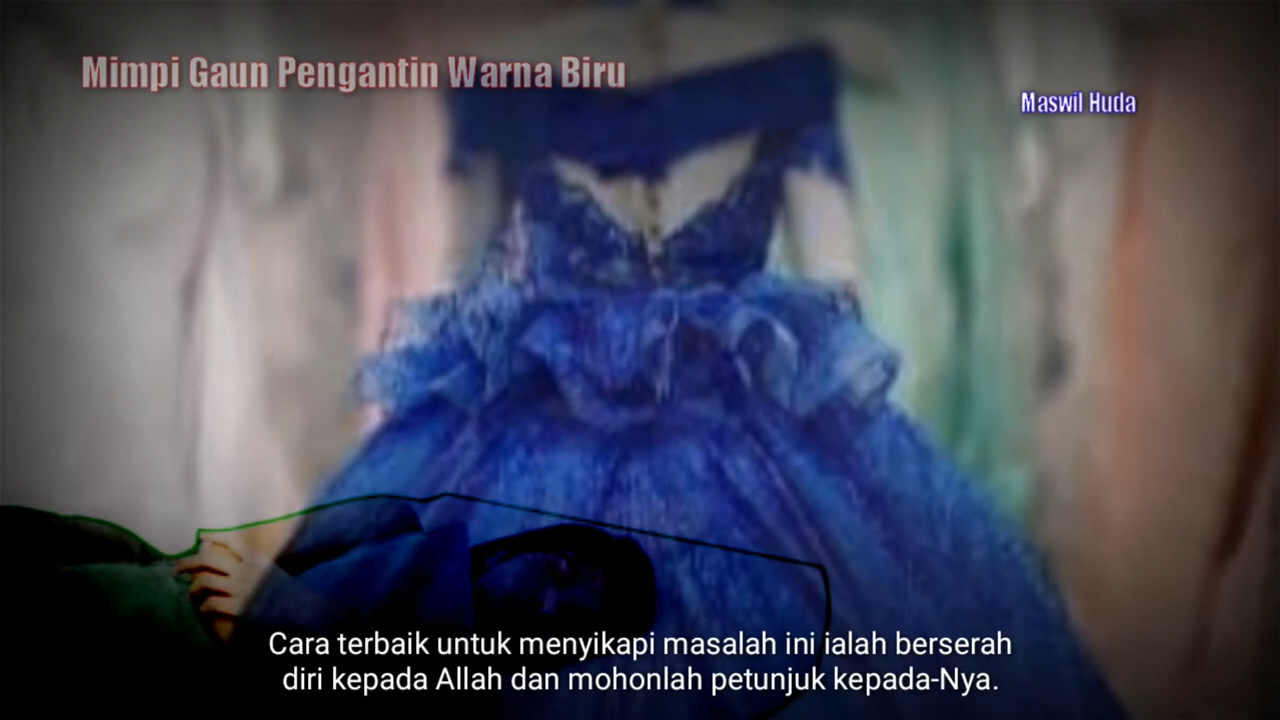 Mimpi Gaun Pengantin Warna Biru
Maswil Huda
Cara terbaik untuk menyikapi masalah ini ialah berserah
diri kepada Allah dan mohonlah petunjuk kepada-Nya.